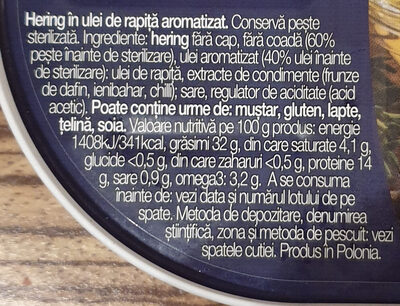 Hering în ulei de rapiță aromatizat. Conservă pește
sterilizată. Ingrediente: hering fără cap, fără coadă (60%
pește înainte de sterilizare), ulei aromatizat (40% ulei înainte
de sterilizare): ulei de rapiță, extracte de condimente (frunze
de dafin, ienibahar, chilli); sare, regulator de aciditate (acid
acetic). Poate conține urme de: muștar, gluten, lapte,
țelină, soia. Valoare nutritivă pe 100 g produs: energie
1408kJ/341kcal, grăsimi 32 g, din care saturate 4,1 g,
glucide <0,5 g, din care zaharuri <0,5 g, proteine 14
g, sare 0,9 g, omega3: 3,2 g. A se consuma
înainte de: vezi data și numărul lotului de pe
spate. Metoda de depozitare, denumirea
științifică, zona și metoda de pescuit: vezi
spatele cutiei. Produs în Polonia.